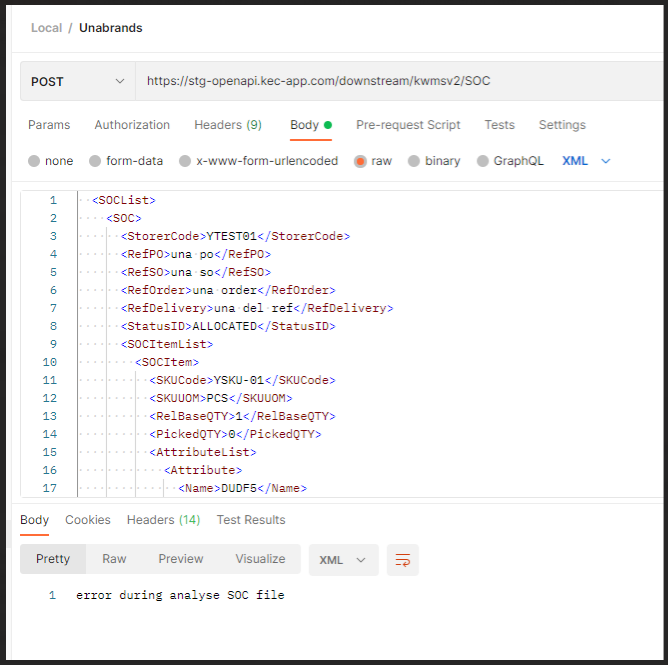 Local / Unabrands
POST https://stg-openapi.kec-app.com/downstream/kwmsv2/SOC
Params Authorization Headers (9) Body Pre-request Script Tests Settings
none form-data x-www-form-urlencoded raw binary GraphQL XML
1 <SOCList>
2 <SOC>
3 <StorerCode>YTEST01</StorerCode>
4 <RefPO>una po</RefPO>
5 <RefSO>una so</RefSO>
6 <RefOrder>una order</RefOrder>
7 <RefDelivery>una del ref</RefDelivery>
8 <StatusID>ALLOCATED</StatusID>
9 <SOCItemList>
10 <SOCItem>
11 <SKUCode>YSKU-01</SKUCode>
12 <SKUUOM>PCS</SKUUOM>
13 <RelBaseQTY>1</RelBaseQTY>
14 <PickedQTY>0</PickedQTY>
15 <AttributeList>
16 <Attribute>
17 <Name>DUDF5</Name>
Body Cookies Headers (14) Test Results
Pretty Raw Preview Visualize XML
1 error during analyse SOC file